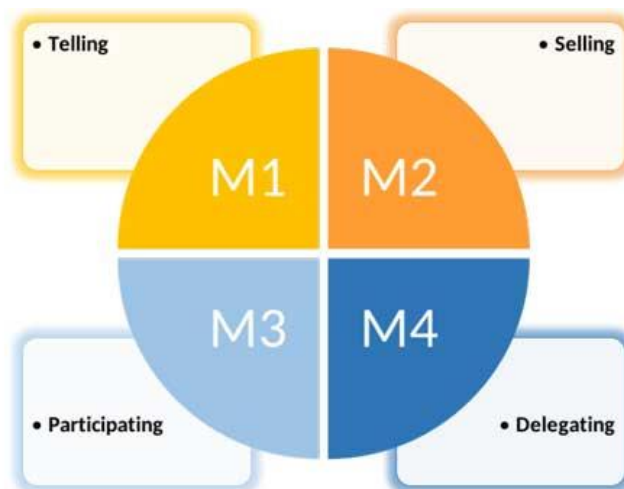 • Telling
• Selling
M1
M2
M3
M4
• Participating
• Delegating